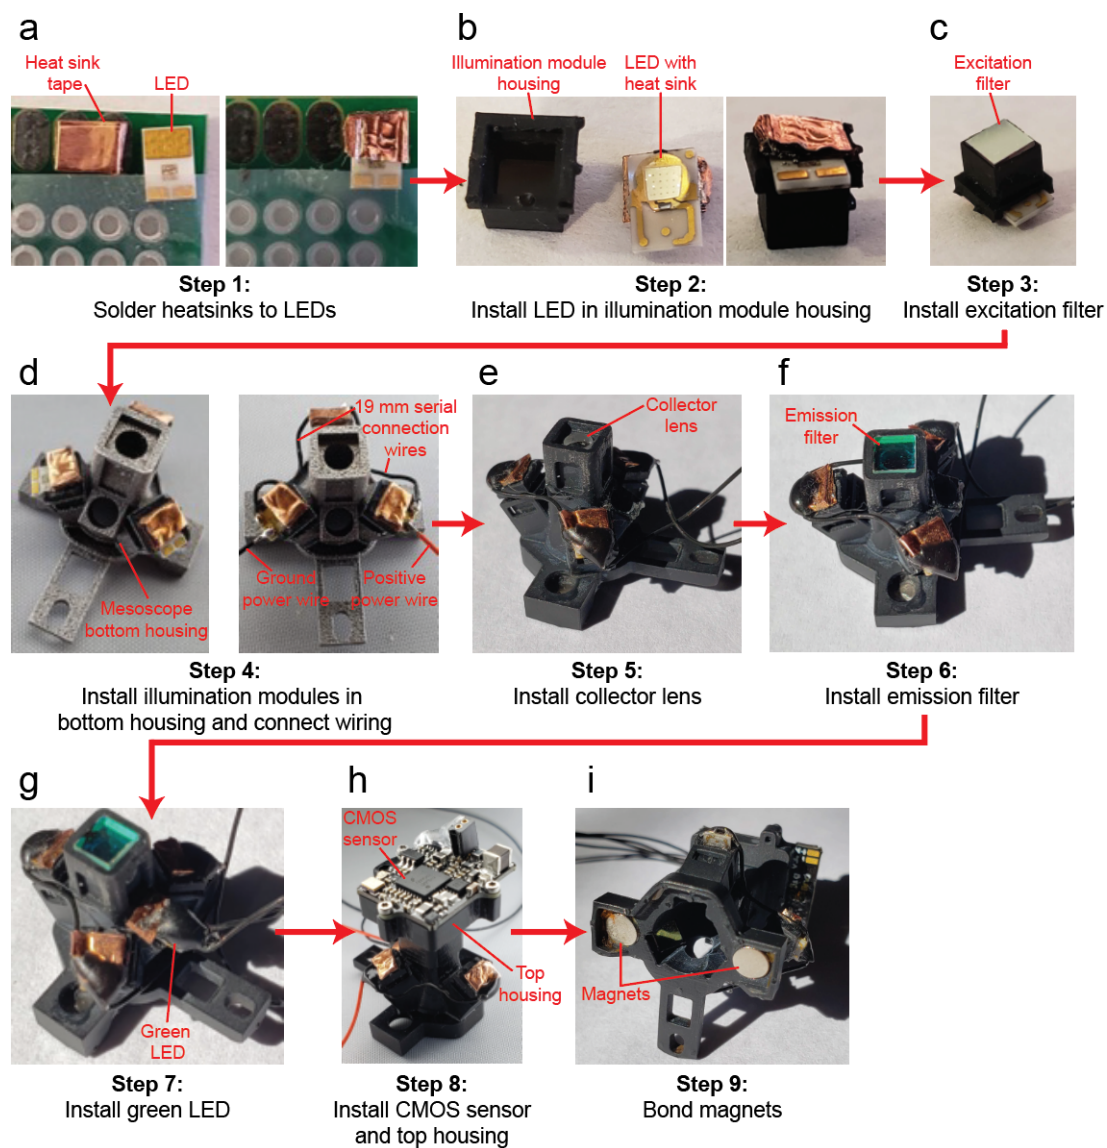 a
Heat sink
tape
LED
Step 1:
Solder heatsinks to LEDs
b
Illumination module
housing
LED with
heat sink
Step 2:
Install LED in illumination module housing
c
Excitation
filter
Step 3:
Install excitation filter
d
Mesoscope
bottom housing
19 mm serial
connection
wires
Ground
power wire
Positive
power wire
Step 4:
Install illumination modules in
bottom housing and connect wiring
e
Collector
lens
Step 5:
Install collector lens
f
Emission
filter
Step 6:
Install emission filter
g
Green
LED
Step 7:
Install green LED
h
CMOS
sensor
Top
housing
Step 8:
Install CMOS sensor
and top housing
i
Magnets
Step 9:
Bond magnets